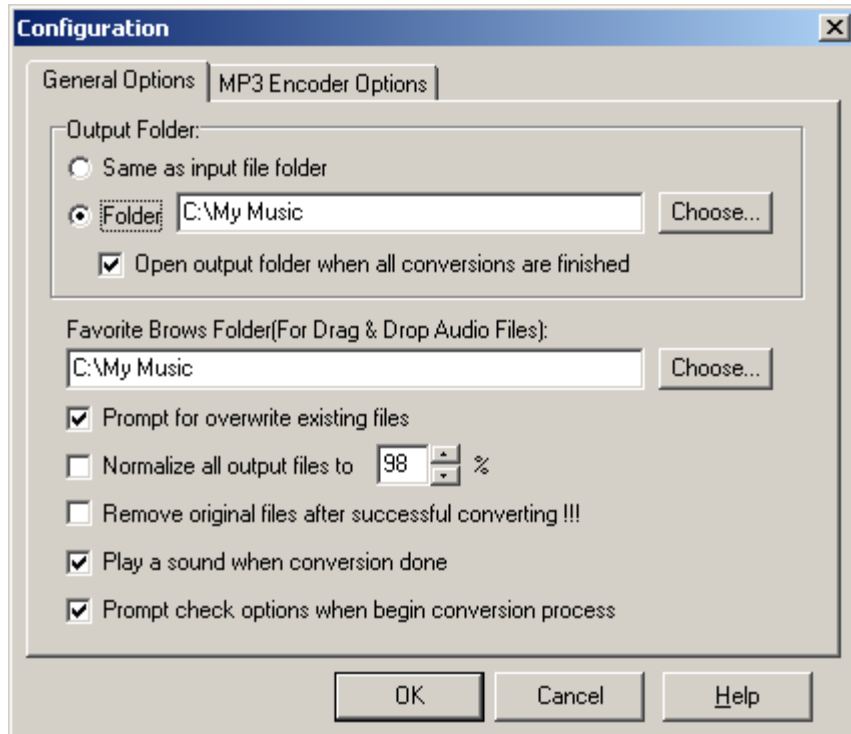 Configuration
General Options MP3 Encoder Options
Output Folder:
Same as input file folder
Folder C:\My Music Choose...
Open output folder when all conversions are finished
Favorite Brows Folder(For Drag & Drop Audio Files):
C:\My Music Choose...
Prompt for overwrite existing files
Normalize all output files to 98 %
Remove original files after successful converting !!!
Play a sound when conversion done
Prompt check options when begin conversion process
OK Cancel Help